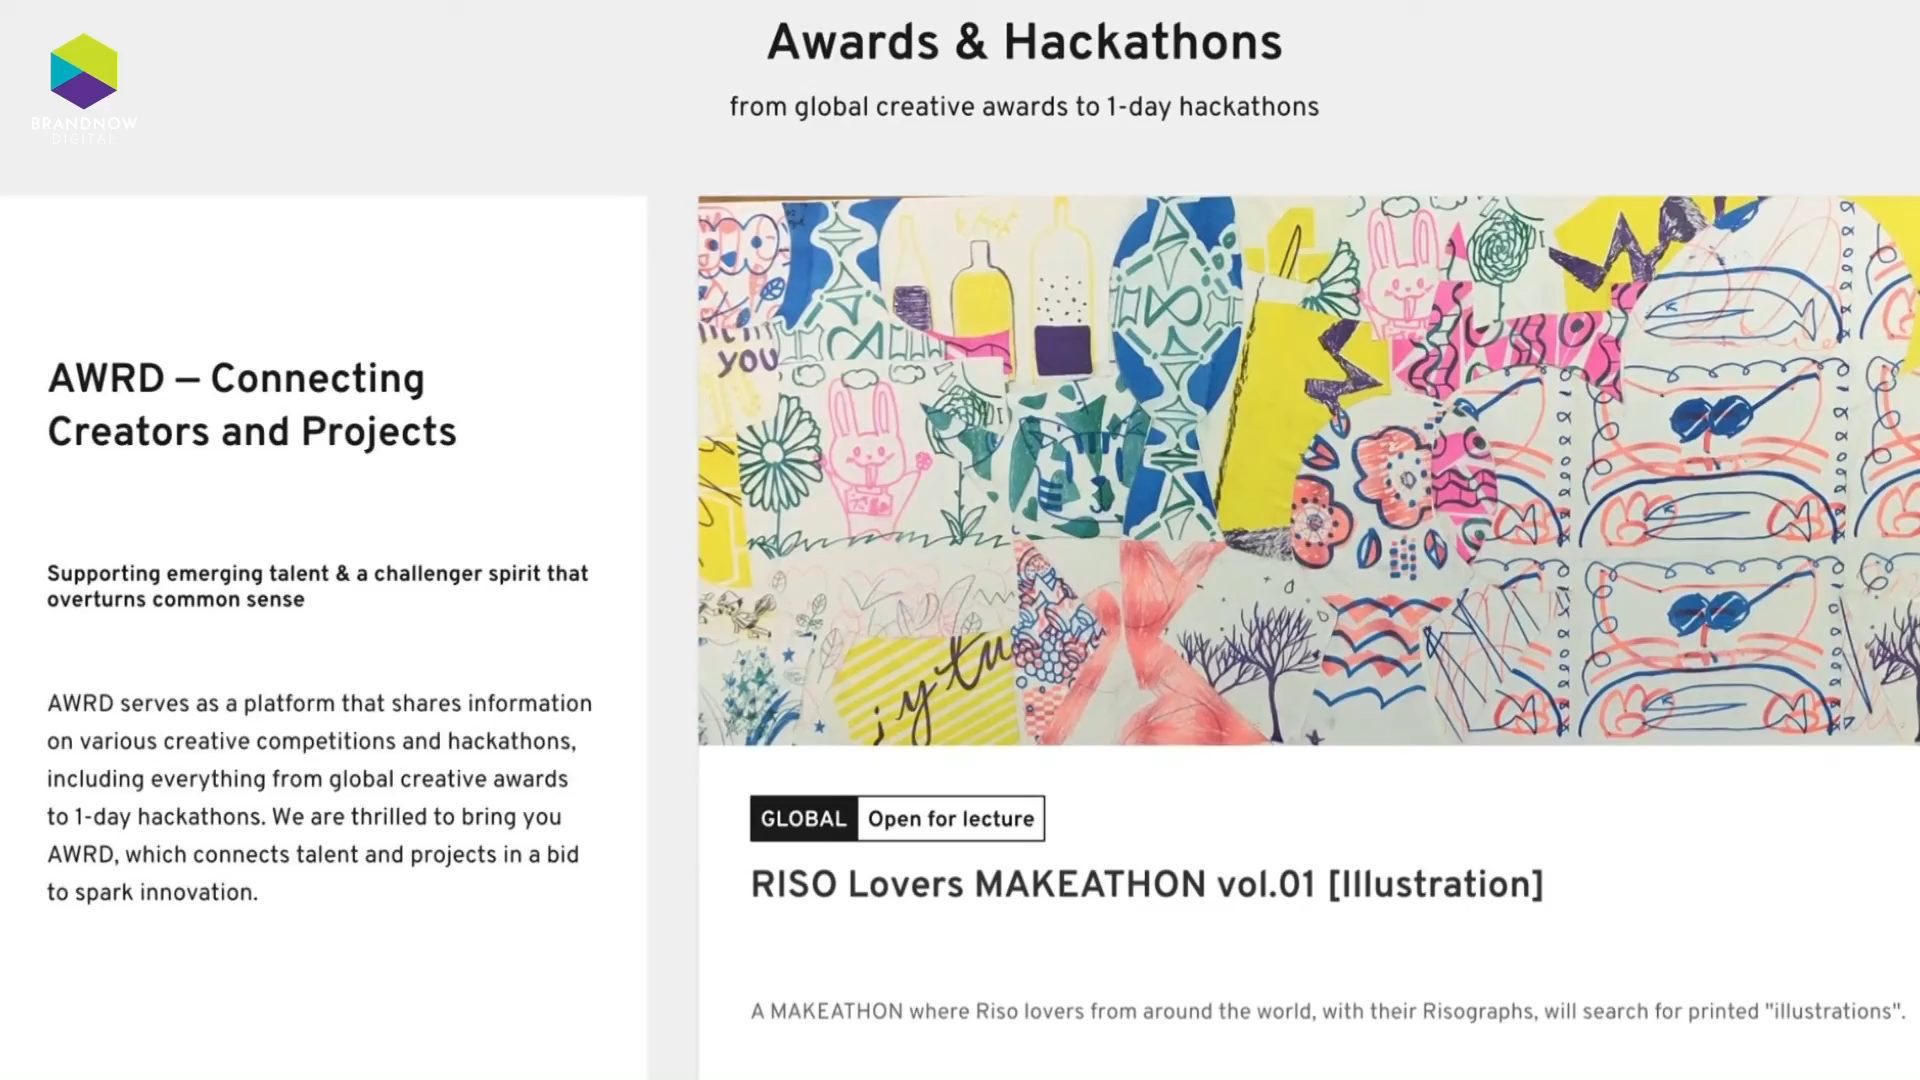 BRANDNOW
DIGITAL
Awards & Hackathons
from global creative awards to 1-day hackathons
AWRD — Connecting
Creators and Projects
Supporting emerging talent & a challenger spirit that
overturns common sense
AWRD serves as a platform that shares information
on various creative competitions and hackathons,
including everything from global creative awards
to 1-day hackathons. We are thrilled to bring you
AWRD, which connects talent and projects in a bid
to spark innovation.
YOU
GLOBAL Open for lecture
RISO Lovers MAKEATHON vol.01 [Illustration]
A MAKEATHON where Riso lovers from around the world, with their Risographs, will search for printed "illustrations".